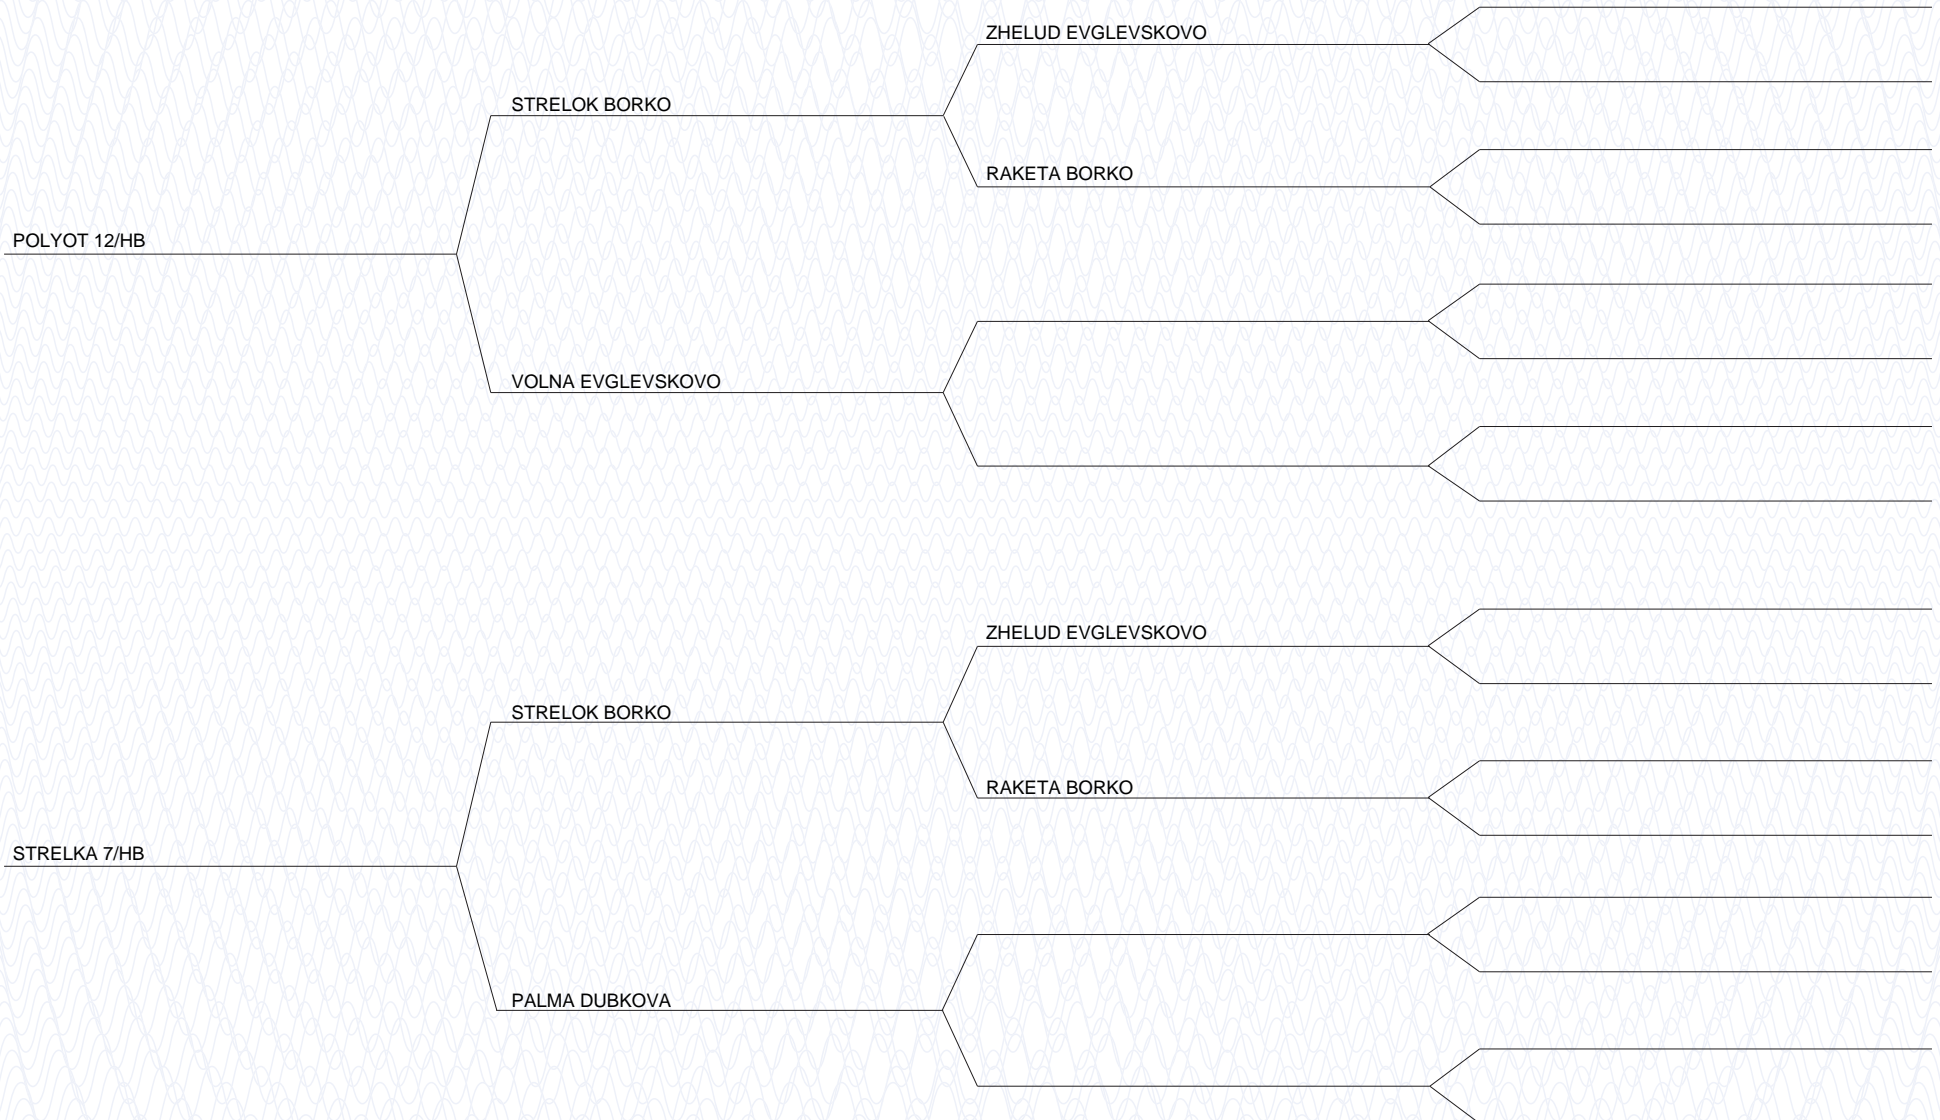 ZHELUD EVGLEVSKOVO
STRELOK BORKO
RAKETA BORKO
POLYOT 12/HB
VOLNA EVGLEVSKOVO
ZHELUD EVGLEVSKOVO
STRELOK BORKO
RAKETA BORKO
STRELKA 7/HB
PALMA DUBKOVA